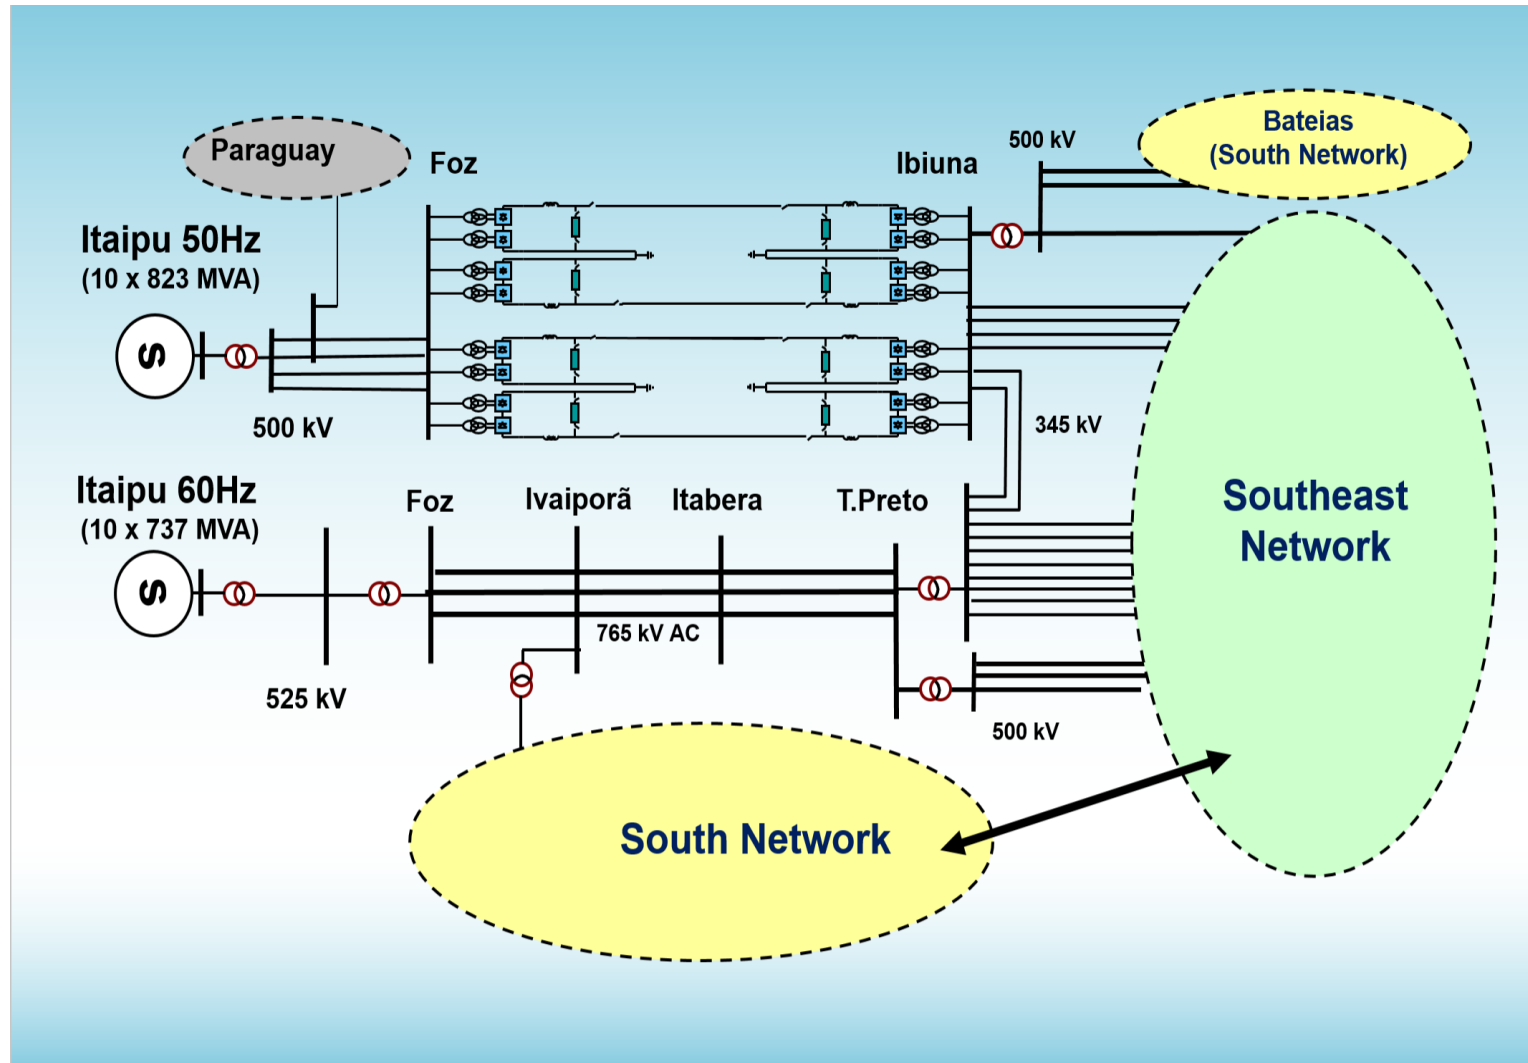 Bateias
(South Network)
500 kV
Paraguay
Foz
Ibiuna
Itaipu 50Hz
(10 x 823 MVA)
S
500 kV
345 kV
Itaipu 60Hz
(10 x 737 MVA)
Foz
Ivaiporã
Itabera
T.Preto
Southeast
Network
S
765 kV AC
525 kV
500 kV
South Network